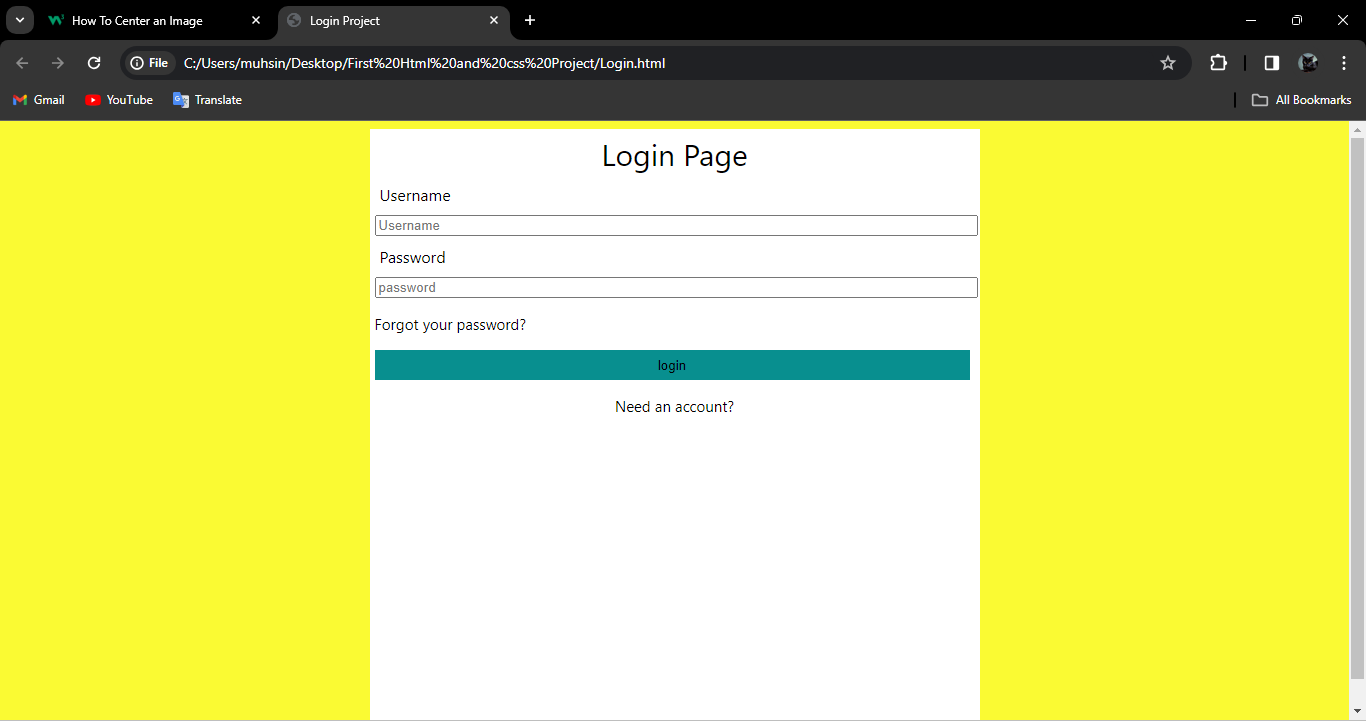 How To Center an Image
Login Project
File C:/Users/muhsin/Desktop/First%20Html%20and%20css%20Project/Login.html
Gmail YouTube Translate All Bookmarks
Login Page
Username
Username
Password
password
Forgot your password?
login
Need an account?